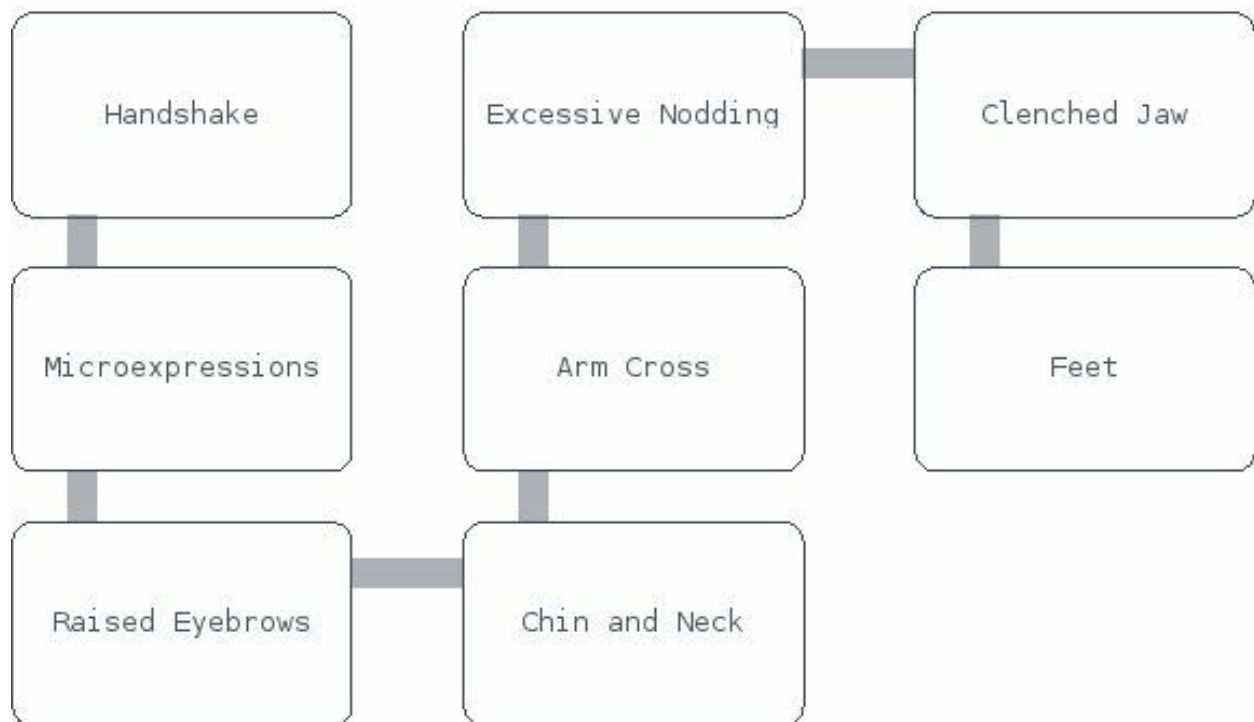 Handshake
Microexpressions
Raised Eyebrows
Chin and Neck
Arm Cross
Excessive Nodding
Clenched Jaw
Feet